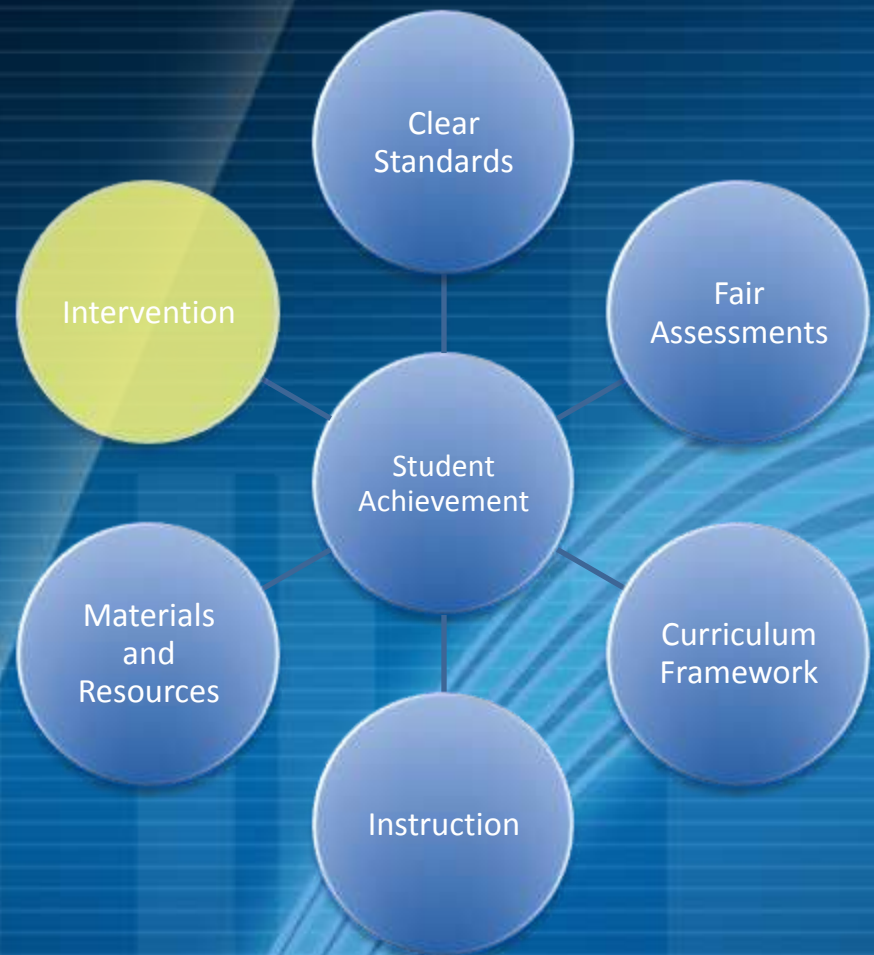 Clear
Standards
Intervention
Fair
Assessments
Student
Achievement
Materials
and
Resources
Curriculum
Framework
Instruction